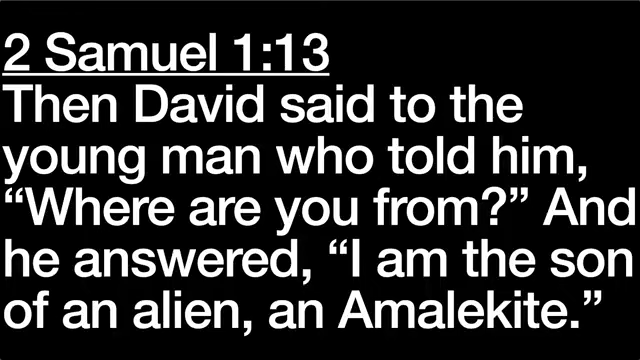 2 Samuel 1:13
Then David said to the
young man who told him,
“Where are you from?” And
he answered, “I am the son
of an alien, an Amalekite.”